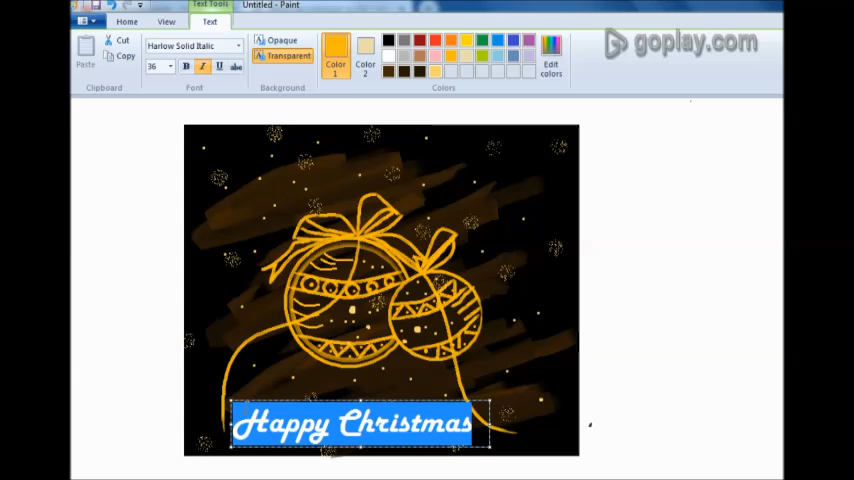 Text Tools
Untitled - Paint
Home View Text
Paste
Cut
Copy
Clipboard
Harlow Solid Italic
36
B I U abc
Font
Opaque
Transparent
Background
Color 1
Color 2
Edit colors
Colors
goplay.com
Happy Christmas